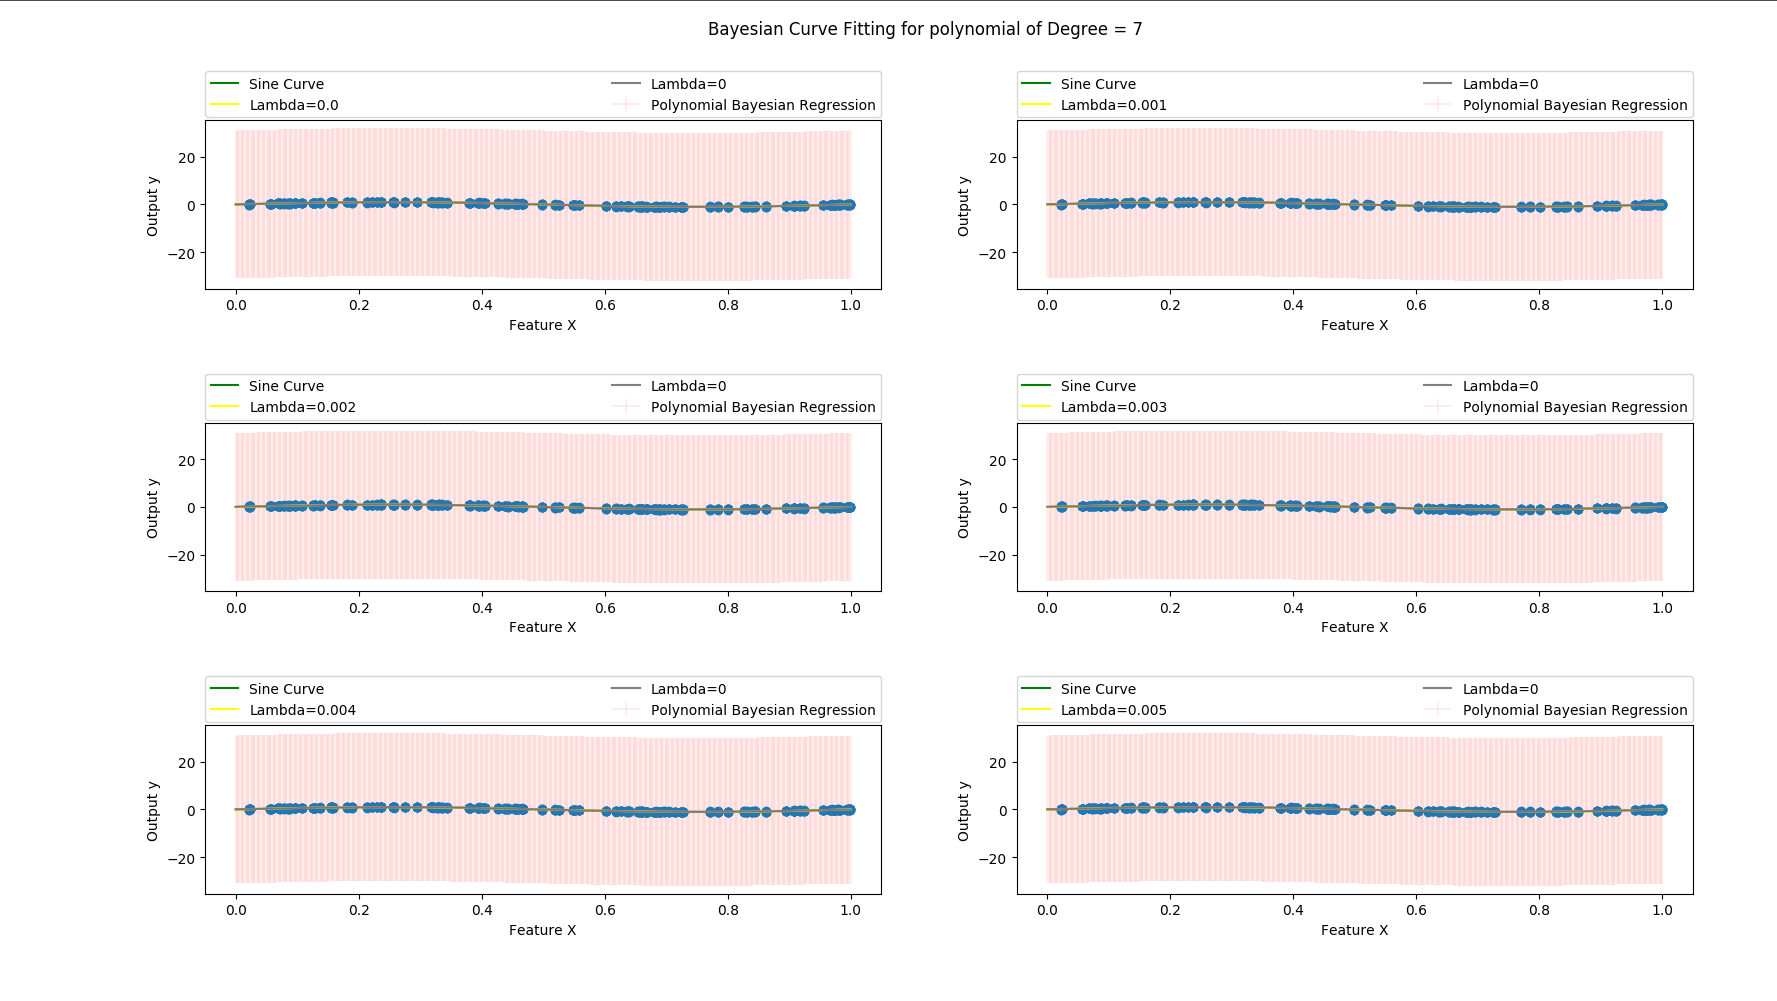 Bayesian Curve Fitting for polynomial of Degree = 7
Sine Curve Lambda=0
Lambda=0.0 Polynomial Bayesian Regression
20
0
−20
Output y
0.0 0.2 0.4 0.6 0.8 1.0
Feature X
Sine Curve Lambda=0
Lambda=0.001 Polynomial Bayesian Regression
20
0
−20
Output y
0.0 0.2 0.4 0.6 0.8 1.0
Feature X
Sine Curve Lambda=0
Lambda=0.002 Polynomial Bayesian Regression
20
0
−20
Output y
0.0 0.2 0.4 0.6 0.8 1.0
Feature X
Sine Curve Lambda=0
Lambda=0.003 Polynomial Bayesian Regression
20
0
−20
Output y
0.0 0.2 0.4 0.6 0.8 1.0
Feature X
Sine Curve Lambda=0
Lambda=0.004 Polynomial Bayesian Regression
20
0
−20
Output y
0.0 0.2 0.4 0.6 0.8 1.0
Feature X
Sine Curve Lambda=0
Lambda=0.005 Polynomial Bayesian Regression
20
0
−20
Output y
0.0 0.2 0.4 0.6 0.8 1.0
Feature X